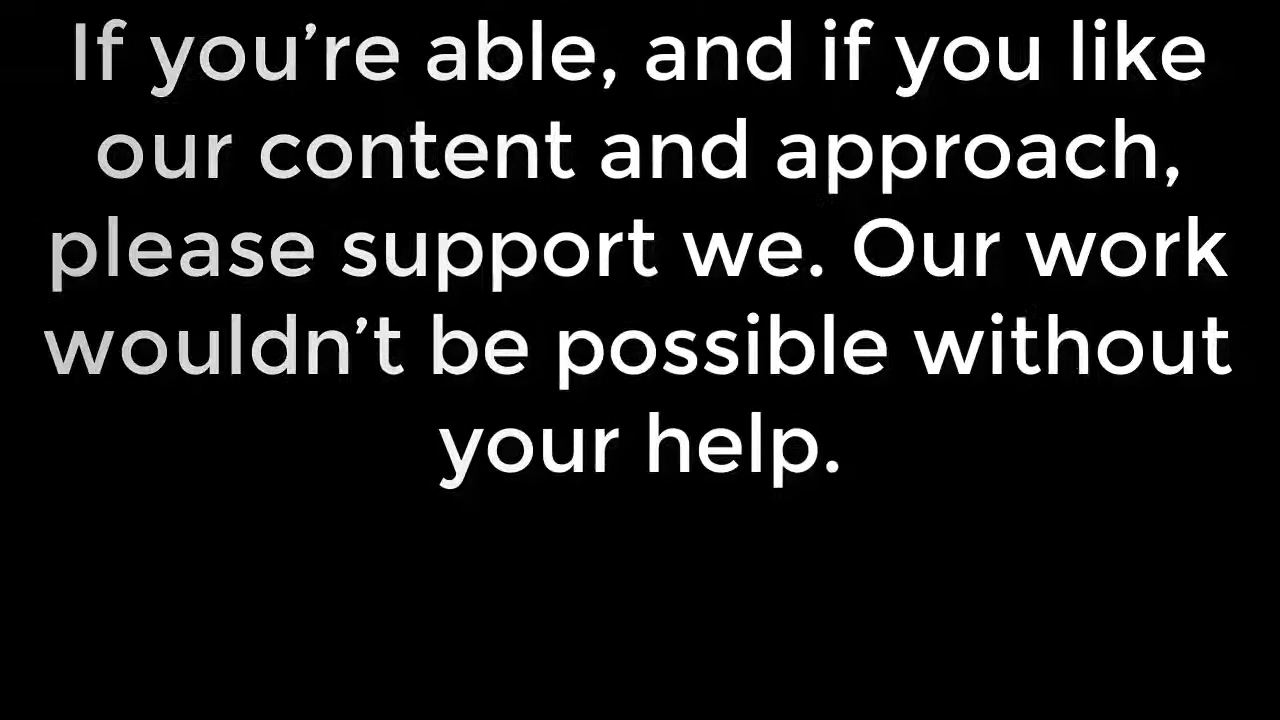 If you’re able, and if you like
our content and approach,
please support we. Our work
wouldn’t be possible without
your help.